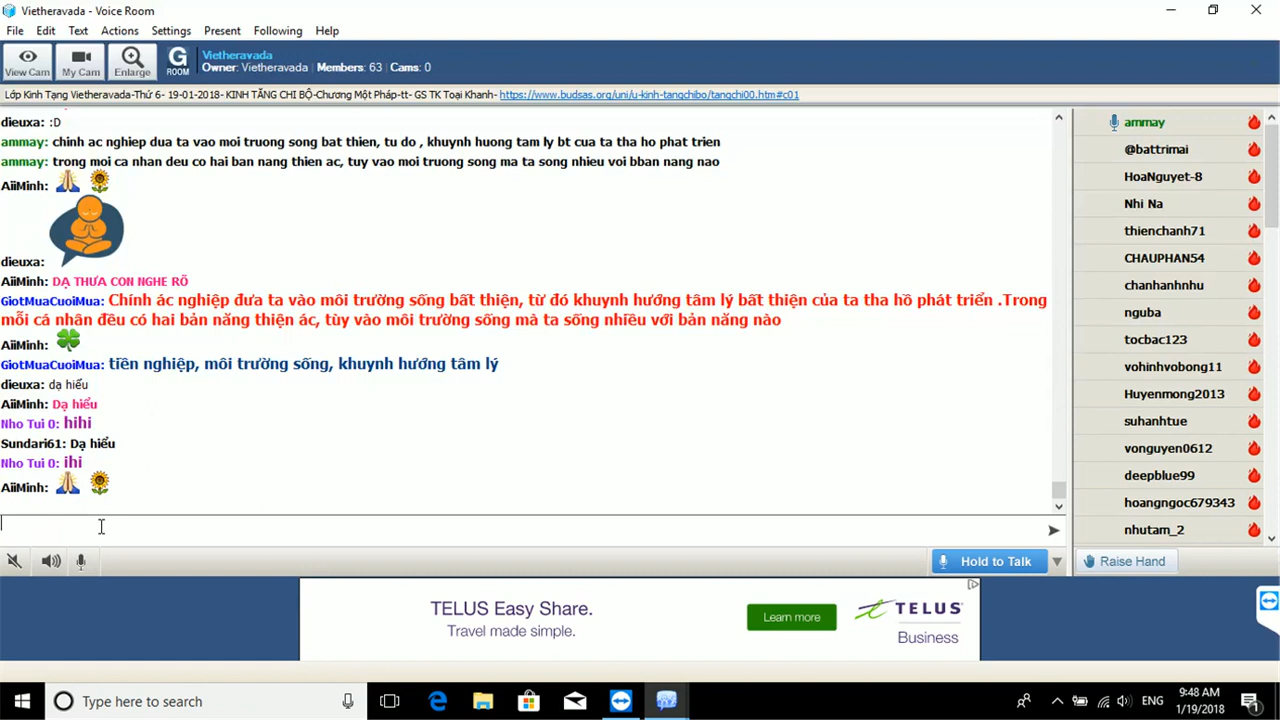 Vietheravada - Voice Room
File Edit Text Actions Settings Present Following Help
View Cam My Cam Enlarge G ROOM
Vietheravada
Owner: Vietheravada | Members: 63 | Cams: 0
Lớp Kinh Tạng Vietheravada-Thứ 6- 19-01-2018- KINH TĂNG CHI BỘ-Chương Một Pháp-tt- GS TK Toại Khanh- https://www.budsas.org/uni/u-kinh-tangchibo/tangchi00.htm#c01
dieuxa: :D
ammay: chinh ac nghiep dua ta vao moi truong song bat thien, tu do , khuynh huong tam ly bt cua ta tha ho phat trien
ammay: trong moi ca nhan deu co hai ban nang thien ac, tuy vao moi truong song ma ta song nhieu voi bban nang nao
AiiMinh:
dieuxa:
AiiMinh: DẠ THƯA CON NGHE RÕ
GiotMuaCuoiMua: Chính ác nghiệp đưa ta vào môi trường sống bất thiện, từ đó khuynh hướng tâm lý bất thiện của ta tha hồ phát triển .Trong
mỗi cá nhân đều có hai bản năng thiện ác, tùy vào môi trường sống mà ta sống nhiều với bản năng nào
AiiMinh:
GiotMuaCuoiMua: tiền nghiệp, môi trường sống, khuynh hướng tâm lý
dieuxa: dạ hiểu
AiiMinh: Dạ hiểu
Nho Tui 0: hihi
Sundari61: Dạ hiểu
Nho Tui 0: ihi
AiiMinh:
ammay
@battrimai
HoaNguyet-8
Nhi Na
thienchanh71
CHAUPHAN54
chanhanhnhu
nguba
tocbac123
vohinhvobong11
Huyenmong2013
suhanhtue
vonguyen0612
deepblue99
hoangngoc679343
nhutam_2
Hold to Talk
Raise Hand
TELUS Easy Share.
Travel made simple.
Learn more
TELUS
Business
Type here to search
ENG
9:48 AM
1/19/2018
1